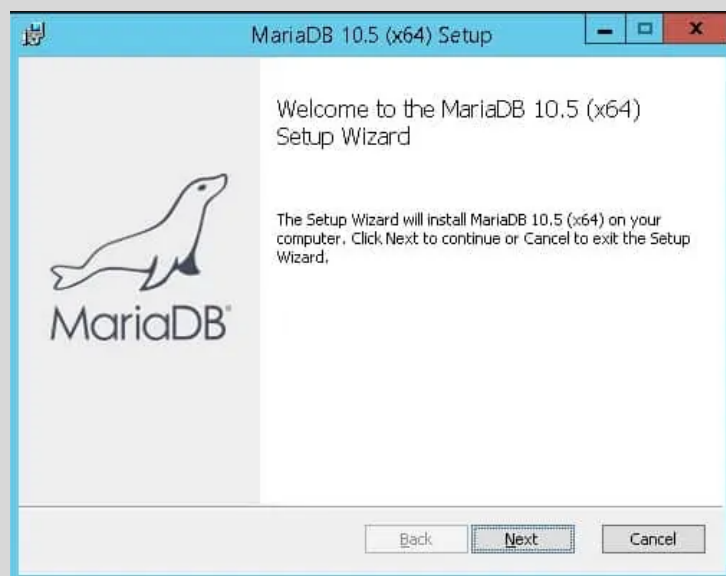 MariaDB 10.5 (x64) Setup
Welcome to the MariaDB 10.5 (x64)
Setup Wizard
The Setup Wizard will install MariaDB 10.5 (x64) on your
computer. Click Next to continue or Cancel to exit the Setup
Wizard.
MariaDB®
Back
Next
Cancel